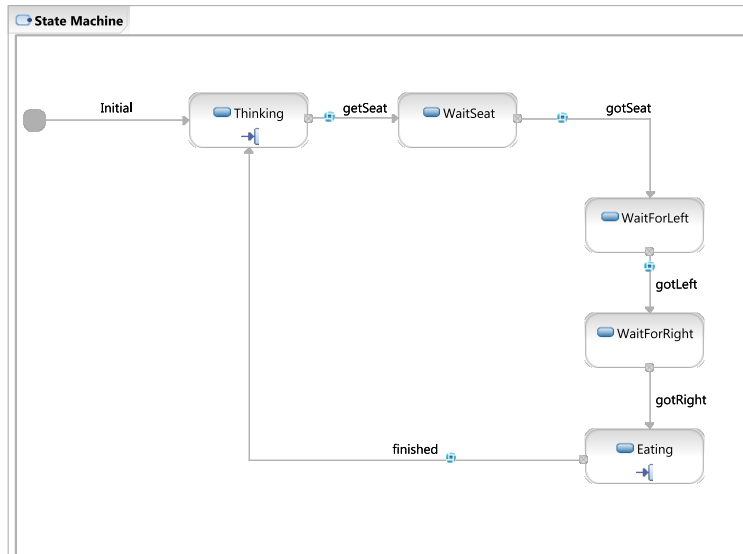 State Machine
Initial
Thinking
getSeat
WaitSeat
gotSeat
WaitForLeft
gotLeft
WaitForRight
gotRight
finished
Eating